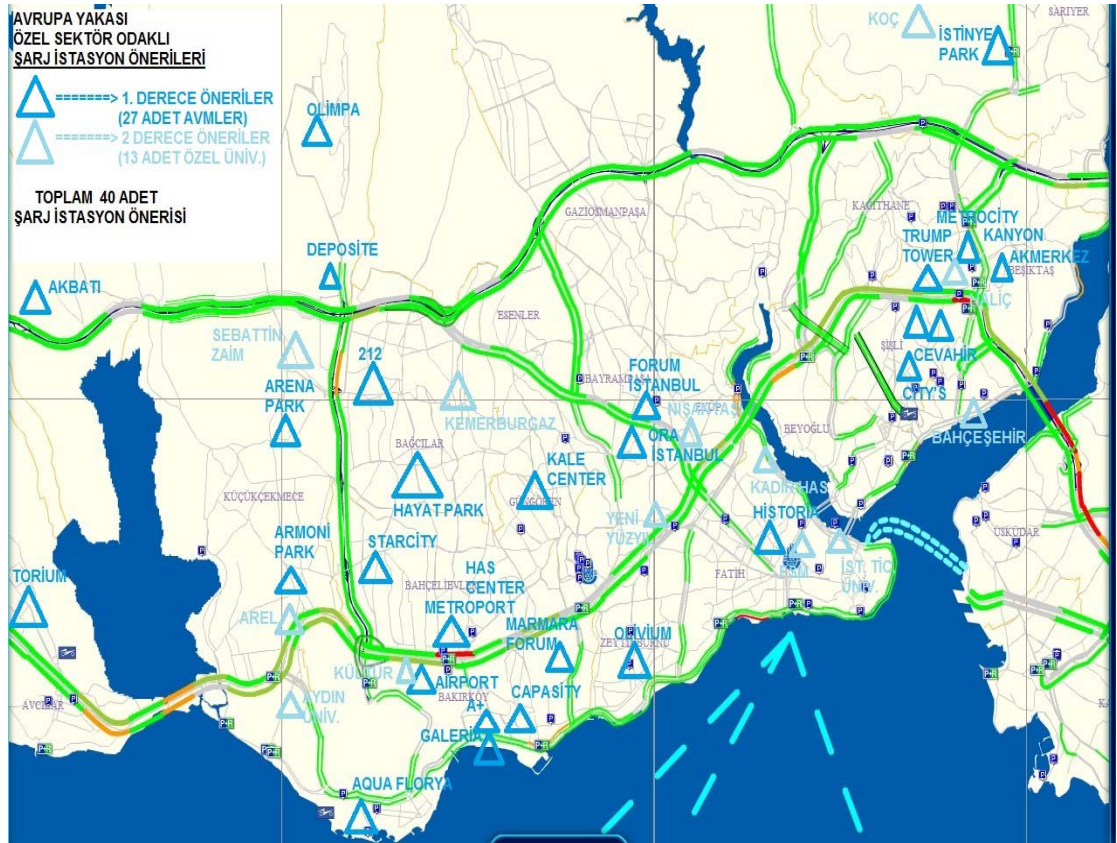 AVRUPA YAKASI
ÖZEL SEKTÖR ODAKLI
ŞARJ İSTASYON ÖNERİLERİ
=======> 1. DERECE ÖNERİLER
(27 ADET AVMLER)
=======> 2 DERECE ÖNERİLER
(13 ADET ÖZEL ÜNİV.)
TOPLAM 40 ADET
ŞARJ İSTASYON ÖNERİSİ
KOÇ
SARIYER
İSTİNYE
PARK
OLİMPA
GAZİOSMANPAŞA
KAĞITHANE
METROCITY
KANYON
TRUMP
TOWER
AKMERKEZ
BEŞİKTAŞ
DEPOSİTE
AKBATI
ESENLER
SEBATTİN
ZAİM
212
ŞİŞLİ
CEVAHİR
CITY'S
FORUM
İSTANBUL
BAYRAMPAŞA
ARENA
PARK
KEMERBURGAZ
NİŞANTAŞ
EYÜP
BEYOĞLU
BAHÇEŞEHİR
BAĞCILAR
ORA
İSTANBUL
KALE
CENTER
GÜNGÖREN
KADİR HAS
KÜÇÜKÇEKMECE
HAYAT PARK
YENİ
YÜZYIL
HİSTORİA
ÜSKÜDAR
ARMONİ
PARK
STARCITY
HAS
CENTER
BAHÇELİEVLER
METROPORT
FSM
İST. TİC
ÜNİV.
FATİH
TORIUM
AREL
MARMARA
FORUM
OLİVİUM
ZEYTİNBURNU
KÜLTÜR
AIRPORT
BAKIRKÖY
CAPASİTY
AVCILAR
AYDIN
ÜNİV.
A+
GALERİA
AQUA FLORYA